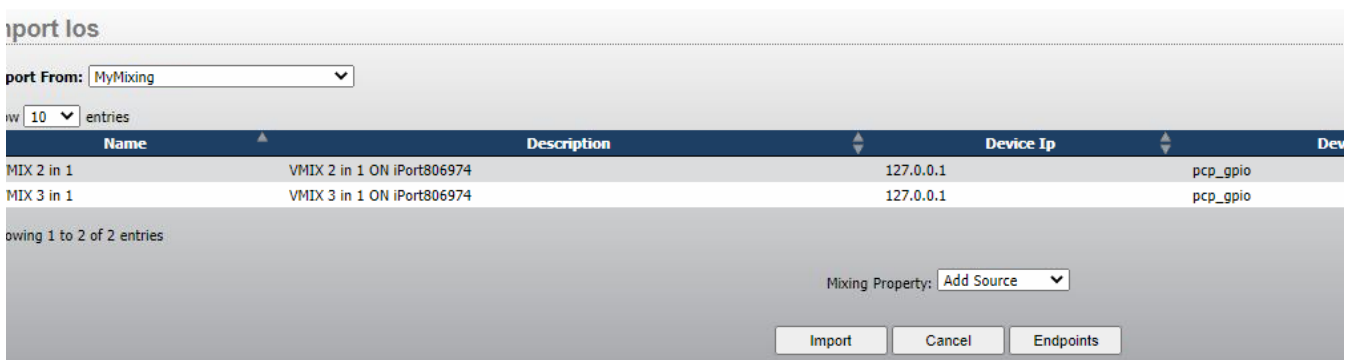 nport Ios
port From: MyMixing
ow 10 entries
Name Description Device Ip Dev
MIX 2 in 1 VMIX 2 in 1 ON iPort806974 127.0.0.1 pcp_gpio
MIX 3 in 1 VMIX 3 in 1 ON iPort806974 127.0.0.1 pcp_gpio
owing 1 to 2 of 2 entries
Mixing Property: Add Source
Import Cancel Endpoints